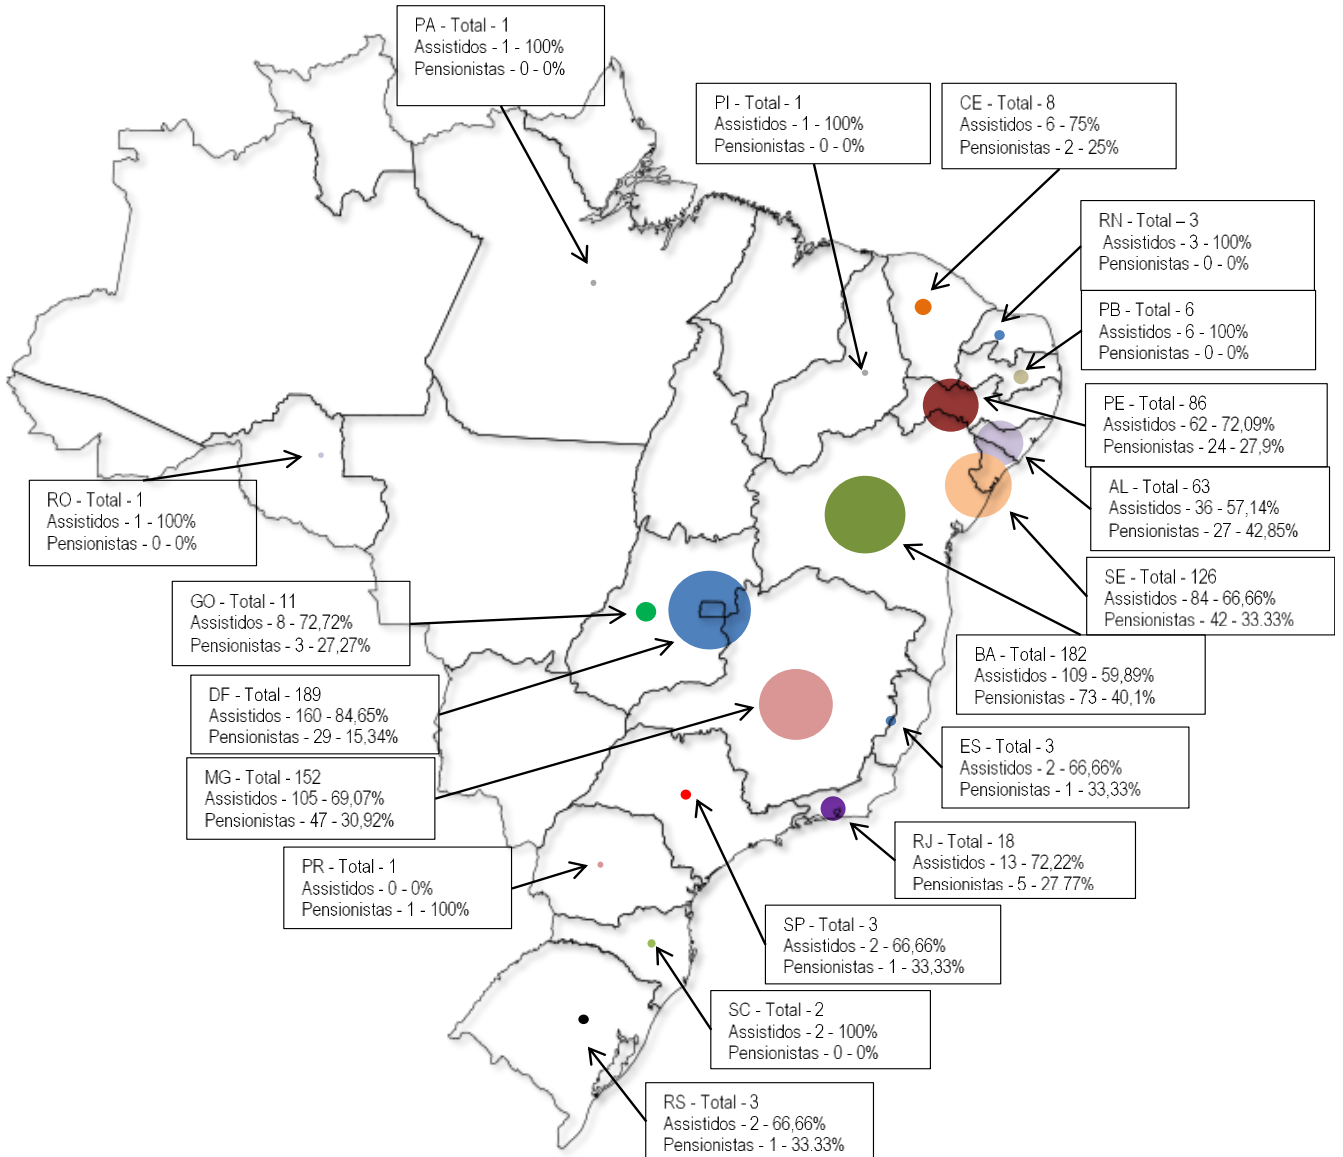 PA - Total - 1
Assistidos - 1 - 100%
Pensionistas - 0 - 0%
PI - Total - 1
Assistidos - 1 - 100%
Pensionistas - 0 - 0%
CE - Total - 8
Assistidos - 6 - 75%
Pensionistas - 2 - 25%
RN - Total – 3
Assistidos - 3 - 100%
Pensionistas - 0 - 0%
PB - Total - 6
Assistidos - 6 - 100%
Pensionistas - 0 - 0%
PE - Total - 86
Assistidos - 62 - 72,09%
Pensionistas - 24 - 27,9%
AL - Total - 63
Assistidos - 36 - 57,14%
Pensionistas - 27 - 42,85%
RO - Total - 1
Assistidos - 1 - 100%
Pensionistas - 0 - 0%
SE - Total - 126
Assistidos - 84 - 66,66%
Pensionistas - 42 - 33.33%
GO - Total - 11
Assistidos - 8 - 72,72%
Pensionistas - 3 - 27,27%
BA - Total - 182
Assistidos - 109 - 59,89%
Pensionistas - 73 - 40,1%
DF - Total - 189
Assistidos - 160 - 84,65%
Pensionistas - 29 - 15,34%
ES - Total - 3
Assistidos - 2 - 66,66%
Pensionistas - 1 - 33,33%
MG - Total - 152
Assistidos - 105 - 69,07%
Pensionistas - 47 - 30,92%
RJ - Total - 18
Assistidos - 13 - 72,22%
Pensionistas - 5 - 27.77%
PR - Total - 1
Assistidos - 0 - 0%
Pensionistas - 1 - 100%
SP - Total - 3
Assistidos - 2 - 66,66%
Pensionistas - 1 - 33,33%
SC - Total - 2
Assistidos - 2 - 100%
Pensionistas - 0 - 0%
RS - Total - 3
Assistidos - 2 - 66,66%
Pensionistas - 1 - 33.33%